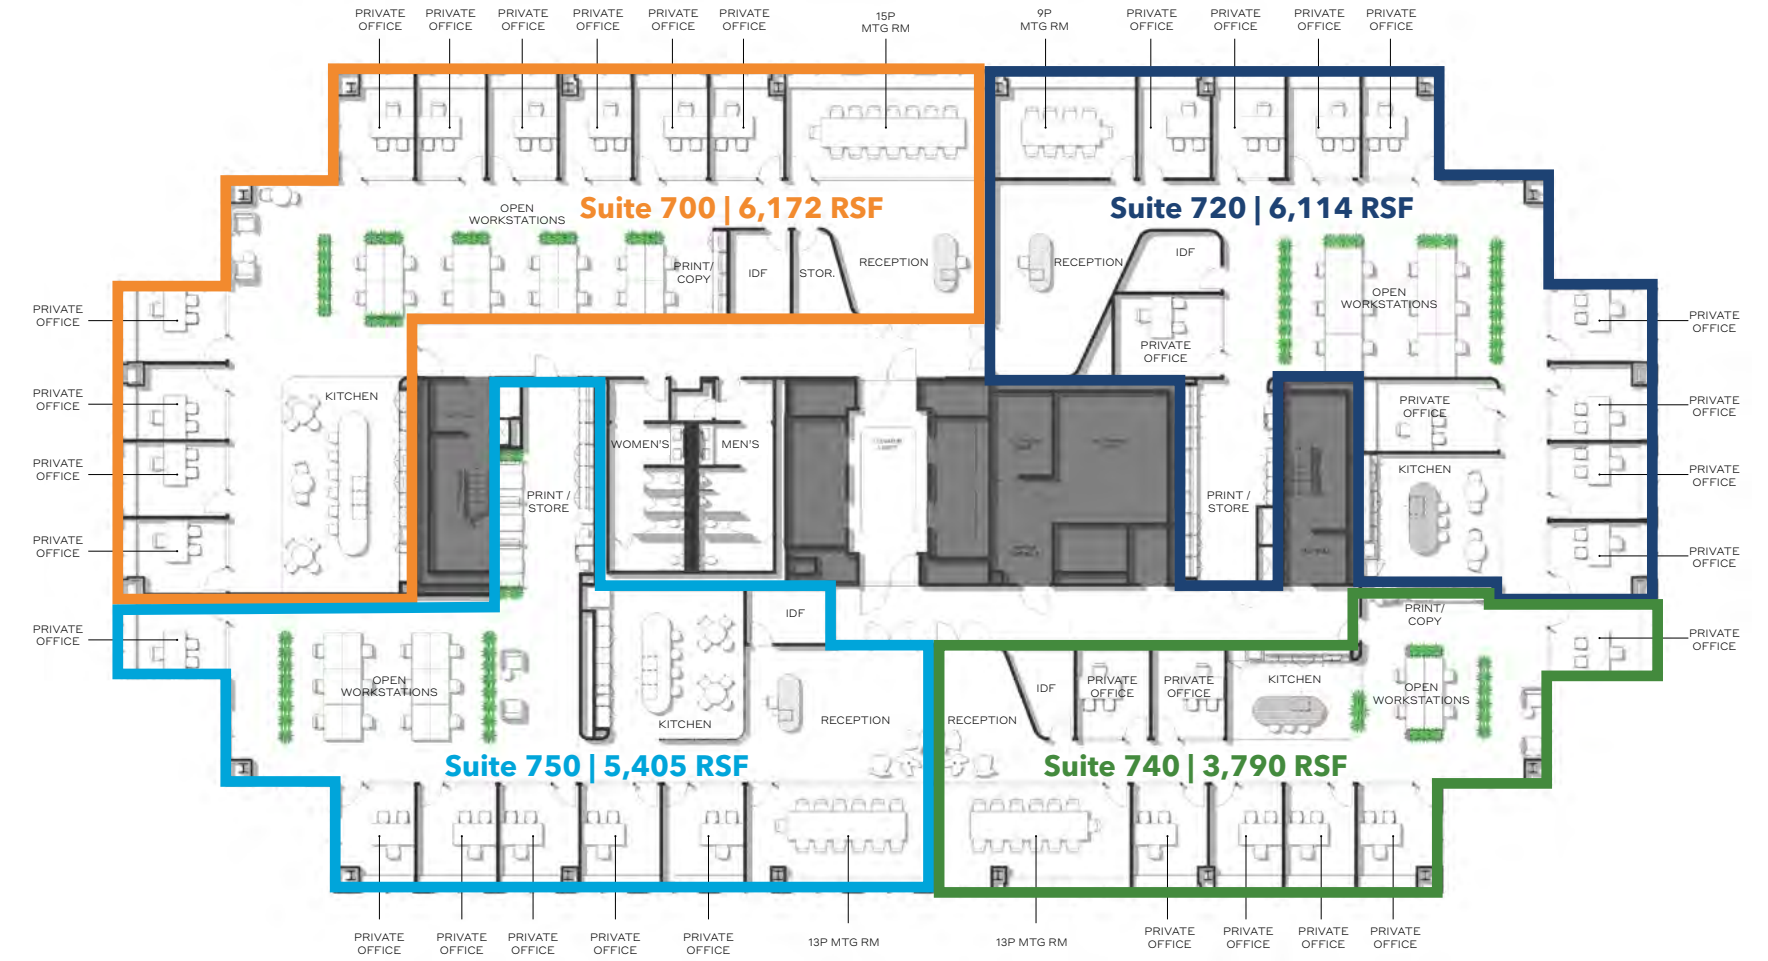 PRIVATE
OFFICE
PRIVATE
OFFICE
PRIVATE
OFFICE
PRIVATE
OFFICE
PRIVATE
OFFICE
PRIVATE
OFFICE
15P
MTG RM
9P
MTG RM
PRIVATE
OFFICE
PRIVATE
OFFICE
PRIVATE
OFFICE
PRIVATE
OFFICE
OPEN
WORKSTATIONS
Suite 700 | 6,172 RSF
Suite 720 | 6,114 RSF
PRINT/
COPY
IDF
STOR.
RECEPTION
RECEPTION
IDF
OPEN
WORKSTATIONS
PRIVATE
OFFICE
PRIVATE
OFFICE
PRIVATE
OFFICE
PRIVATE
OFFICE
KITCHEN
PRIVATE
OFFICE
PRIVATE
OFFICE
WOMEN'S
MEN'S
PRIVATE
OFFICE
KITCHEN
PRIVATE
OFFICE
PRINT /
STORE
PRINT /
STORE
PRIVATE
OFFICE
PRIVATE
OFFICE
PRIVATE
OFFICE
IDF
PRINT/
COPY
PRIVATE
OFFICE
OPEN
WORKSTATIONS
KITCHEN
RECEPTION
RECEPTION
IDF
PRIVATE
OFFICE
PRIVATE
OFFICE
KITCHEN
OPEN
WORKSTATIONS
Suite 750 | 5,405 RSF
Suite 740 | 3,790 RSF
PRIVATE
OFFICE
PRIVATE
OFFICE
PRIVATE
OFFICE
PRIVATE
OFFICE
PRIVATE
OFFICE
13P MTG RM
13P MTG RM
PRIVATE
OFFICE
PRIVATE
OFFICE
PRIVATE
OFFICE
PRIVATE
OFFICE